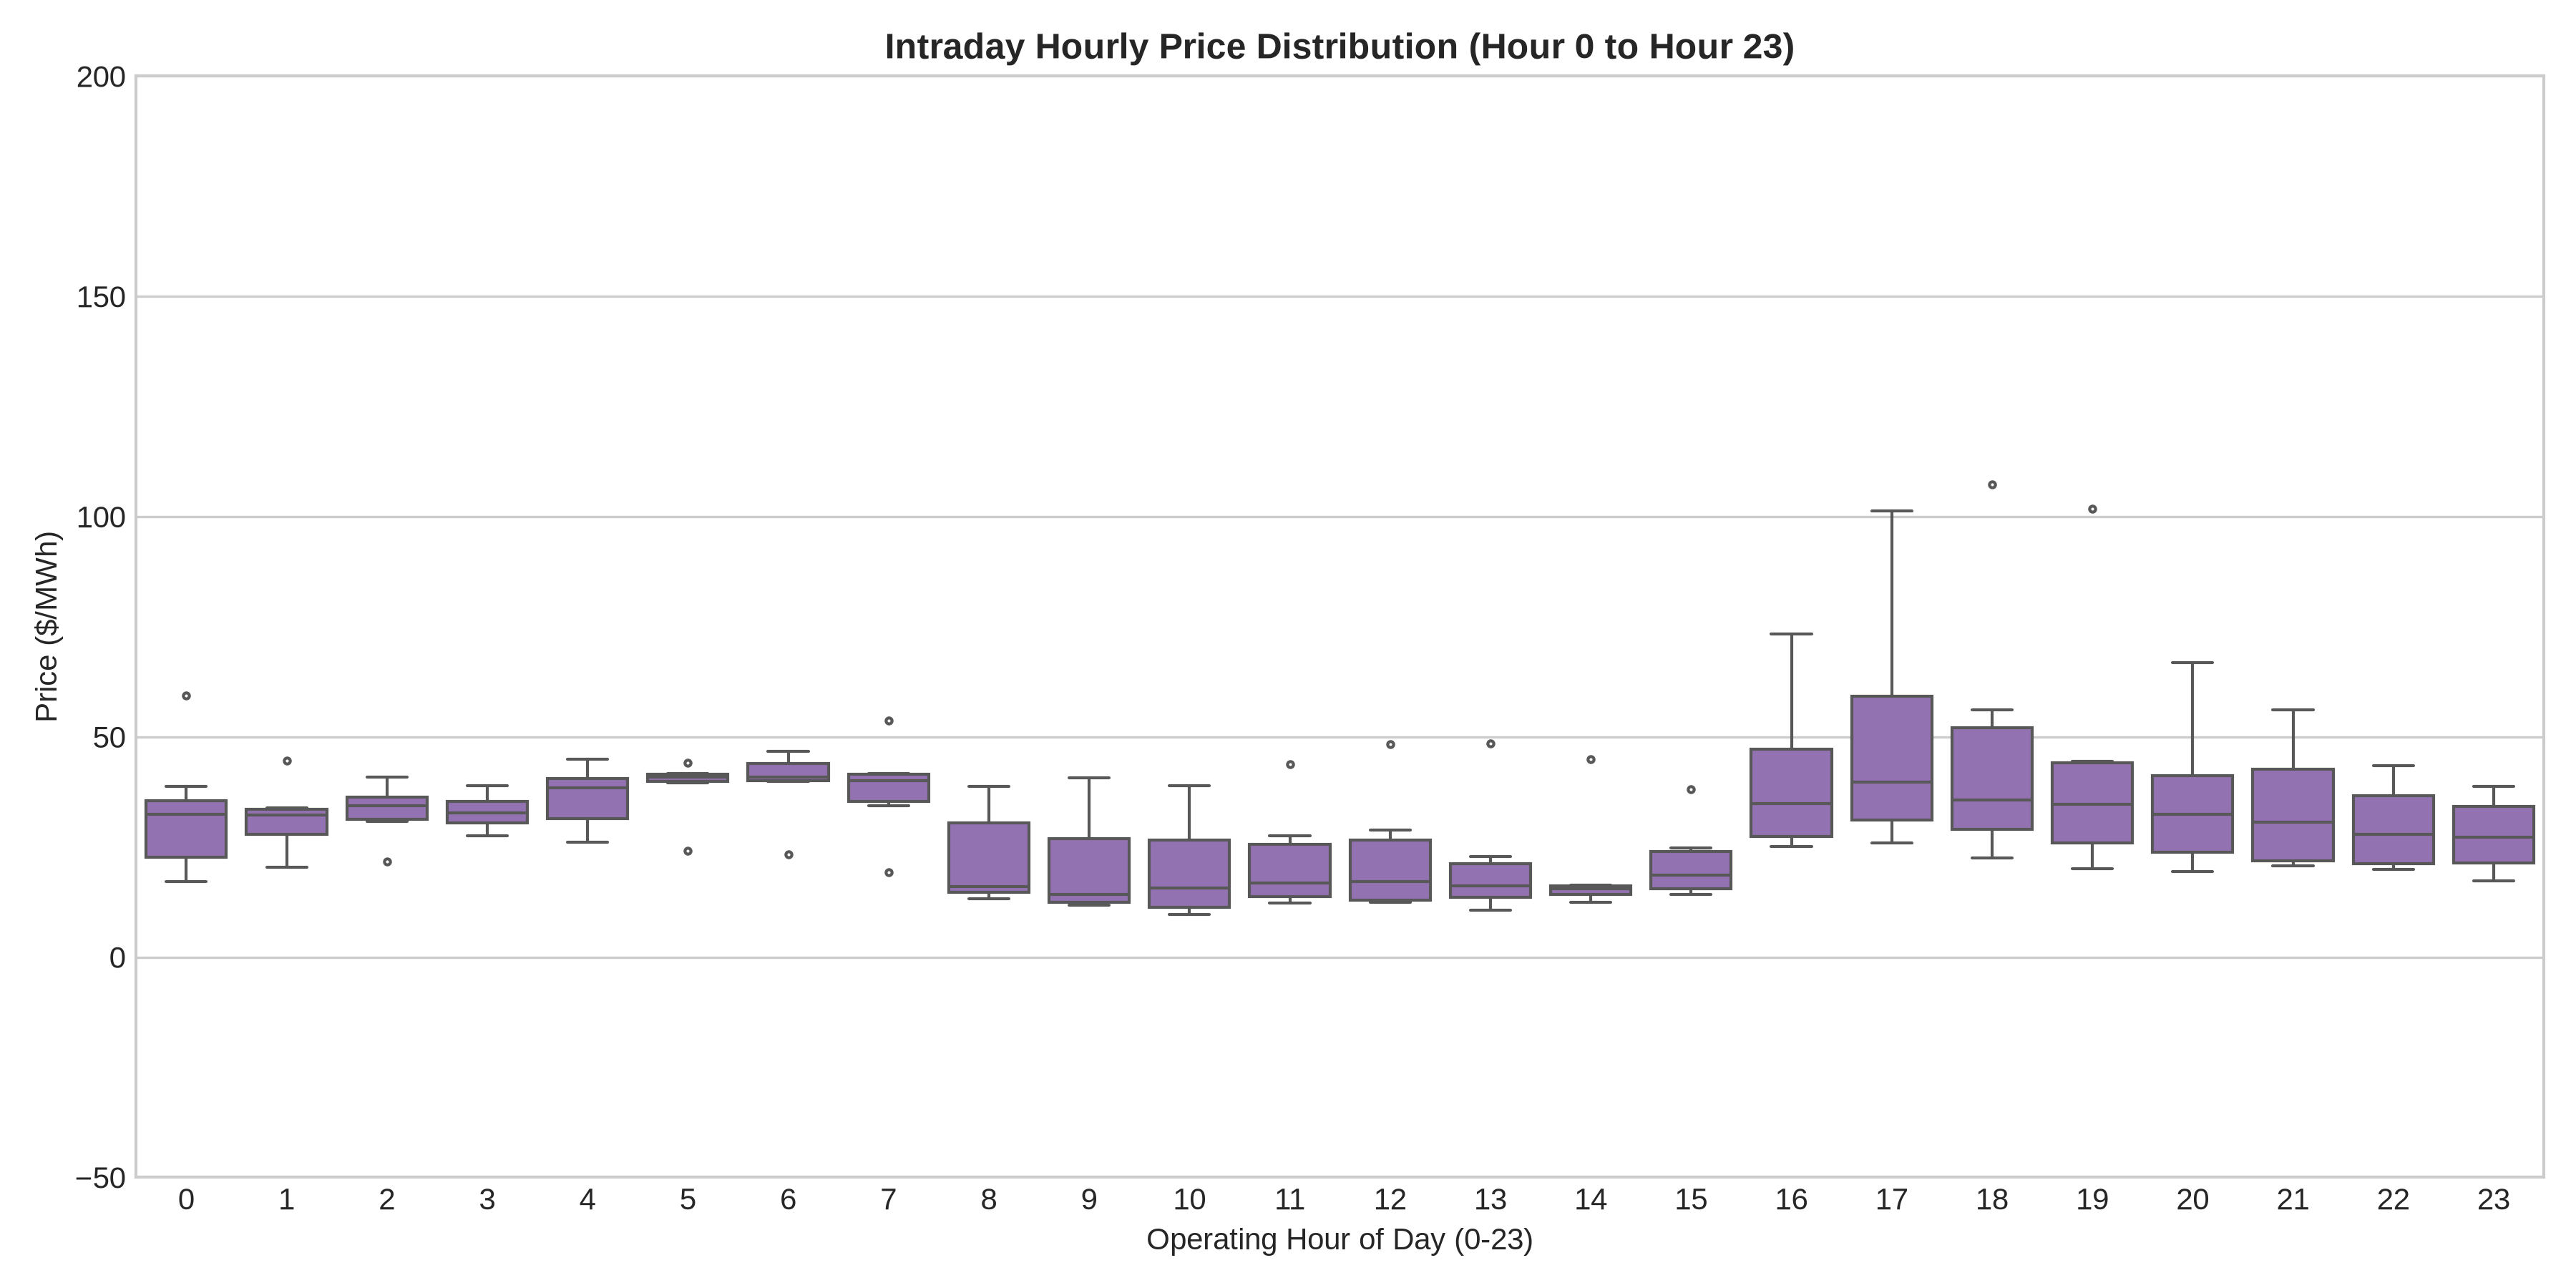 Intraday Hourly Price Distribution (Hour 0 to Hour 23)
200
150
100
50
0
−50
Price ($/MWh)
0 1 2 3 4 5 6 7 8 9 10 11 12 13 14 15 16 17 18 19 20 21 22 23
Operating Hour of Day (0-23)